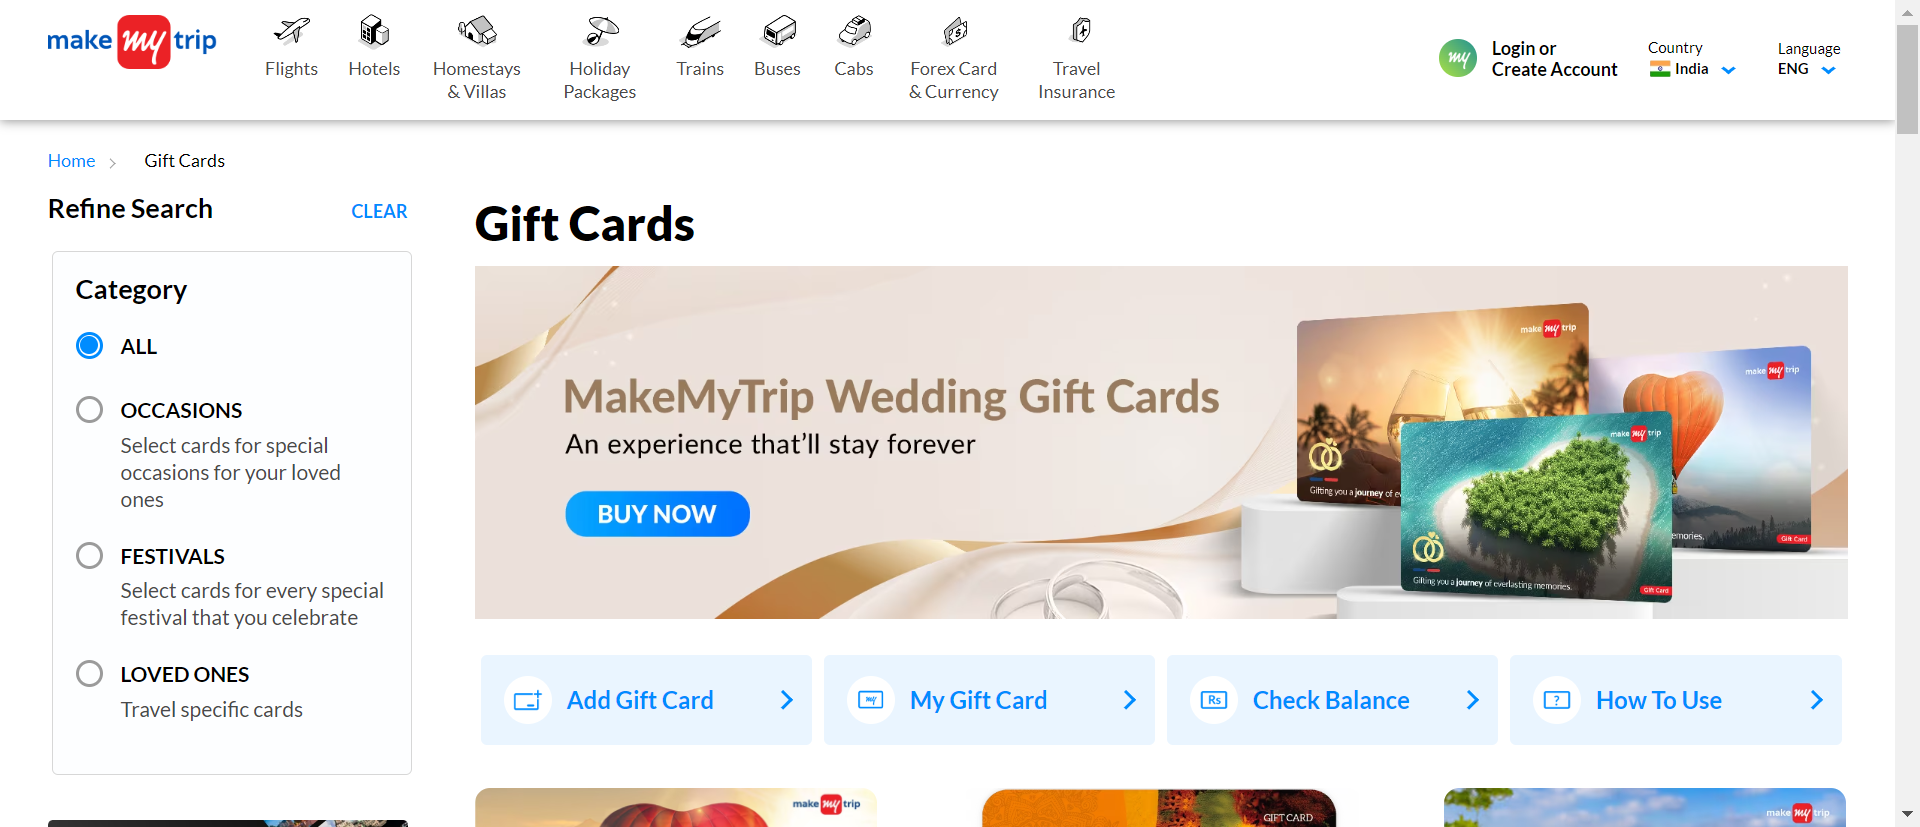 make my trip
Flights
Hotels
Homestays
& Villas
Holiday
Packages
Trains
Buses
Cabs
Forex Card
& Currency
Travel
Insurance
my
Login or
Create Account
Country
India
Language
ENG
Home
Gift Cards
Refine Search
CLEAR
Category
ALL
OCCASIONS
Select cards for special
occasions for your loved
ones
FESTIVALS
Select cards for every special
festival that you celebrate
LOVED ONES
Travel specific cards
Gift Cards
MakeMyTrip Wedding Gift Cards
An experience that'll stay forever
BUY NOW
make my trip
Gifting you a journey of ev
make my trip
emories.
Gift Card
make my trip
Gifting you a journey of everlasting memories.
Gift Card
Add Gift Card
my
My Gift Card
Rs
Check Balance
?
How To Use
make my trip
GIFT CARD
make my trip